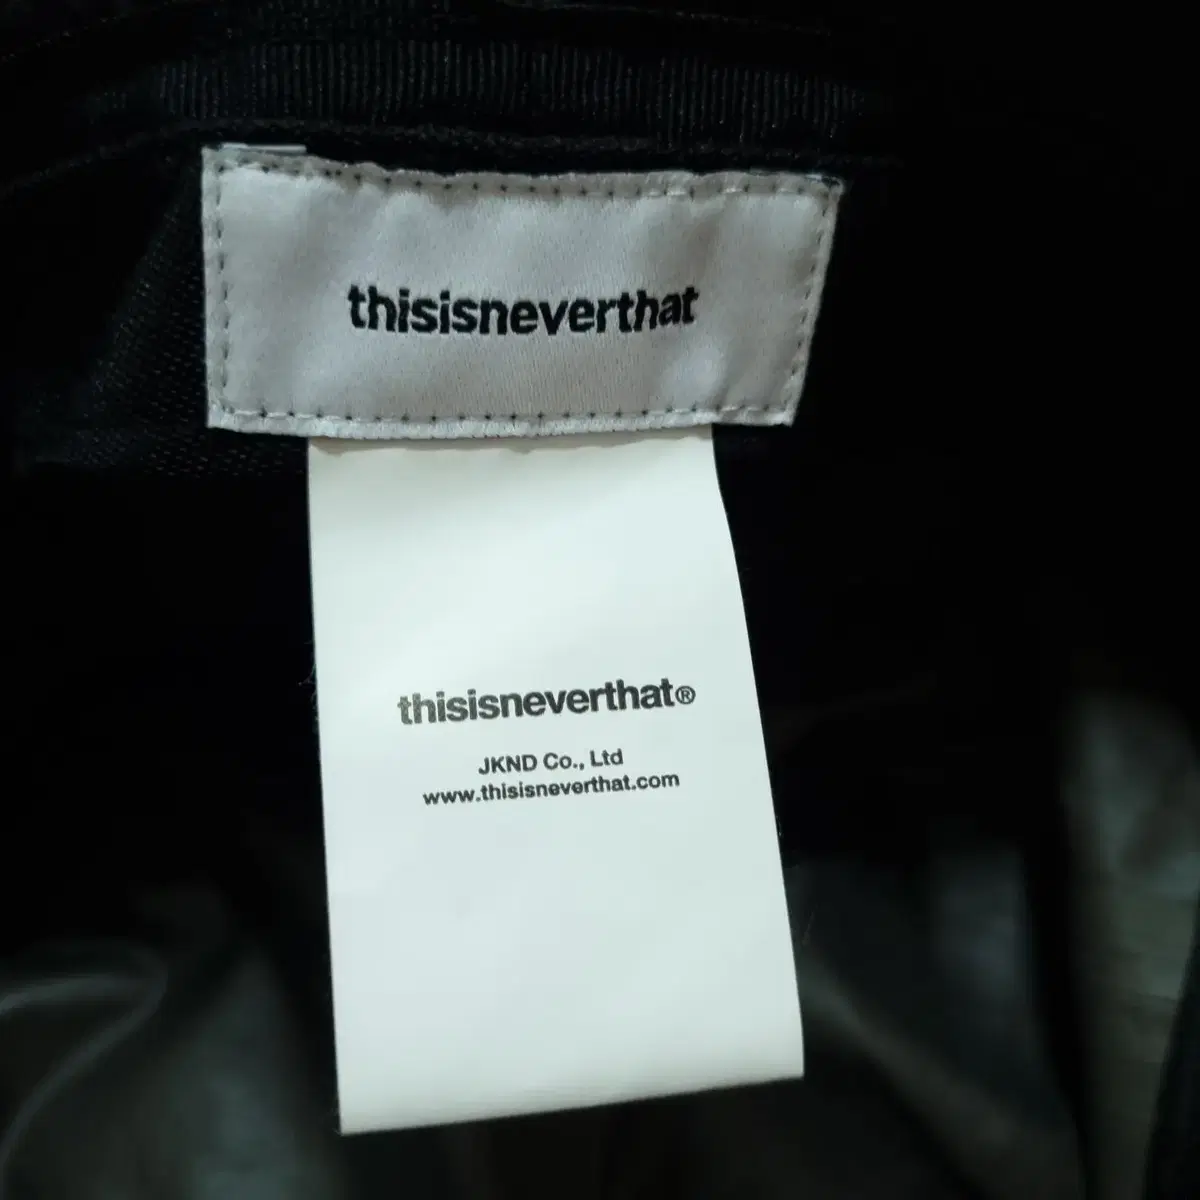 thisisneverthat
thisisneverthat®
JKND Co., Ltd
www.thisisneverthat.com